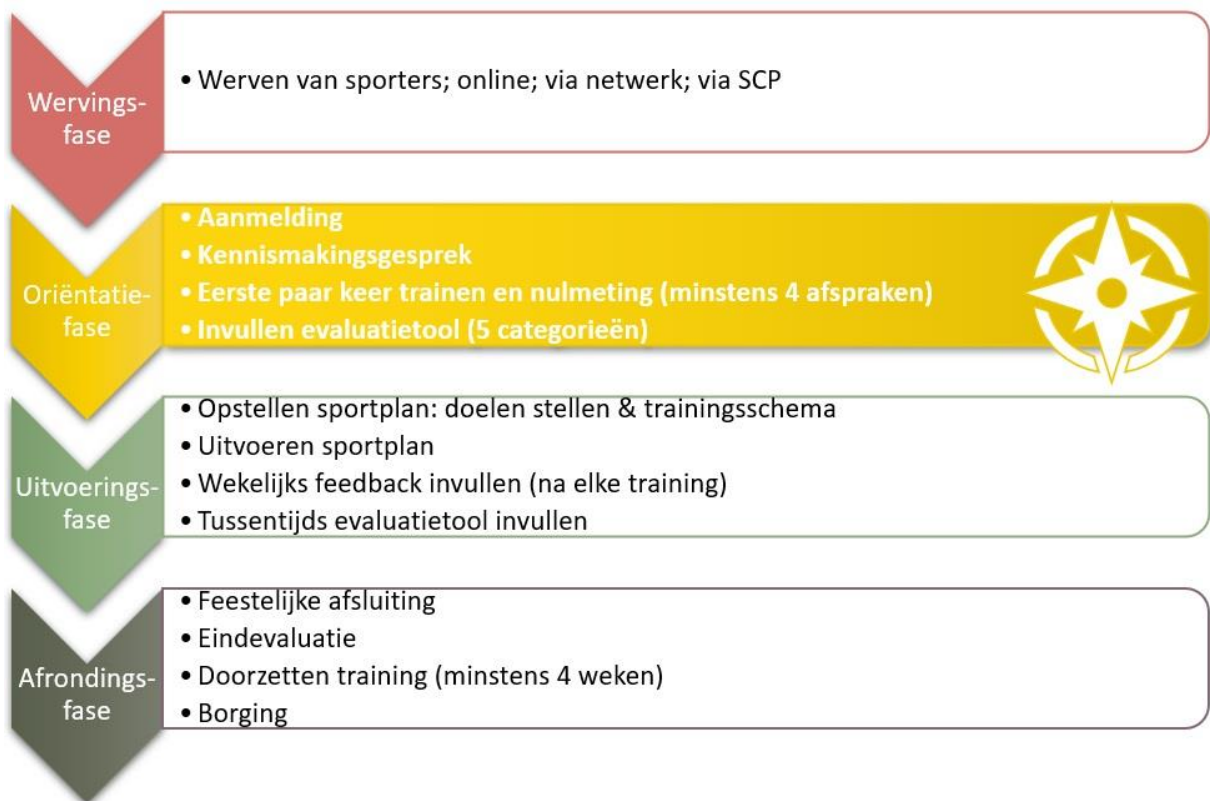 Wervings-
fase
• Werven van sporters; online; via netwerk; via SCP
Oriëntatie-
fase
• Aanmelding
• Kennismakingsgesprek
• Eerste paar keer trainen en nulmeting (minstens 4 afspraken)
• Invullen evaluatietool (5 categorieën)
Uitvoerings-
fase
• Opstellen sportplan: doelen stellen & trainingsschema
• Uitvoeren sportplan
• Wekelijks feedback invullen (na elke training)
• Tussentijds evaluatietool invullen
Afrondings-
fase
• Feestelijke afsluiting
• Eindevaluatie
• Doorzetten training (minstens 4 weken)
• Borging